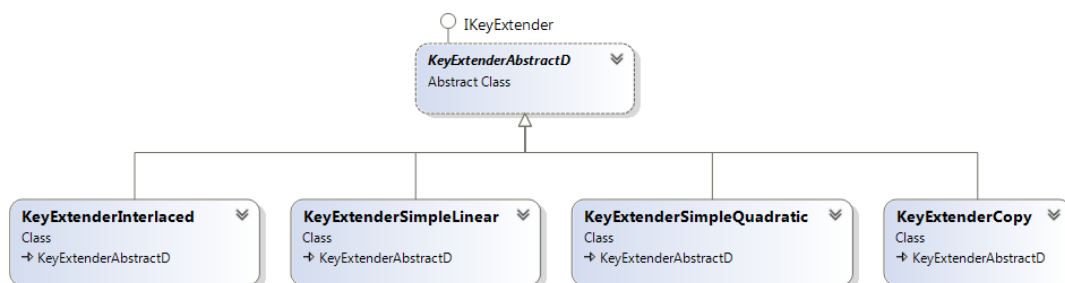 IKeyExtender
KeyExtenderAbstractD
Abstract Class
KeyExtenderInterlaced
Class
KeyExtenderAbstractD
KeyExtenderSimpleLinear
Class
KeyExtenderAbstractD
KeyExtenderSimpleQuadratic
Class
KeyExtenderAbstractD
KeyExtenderCopy
Class
KeyExtenderAbstractD